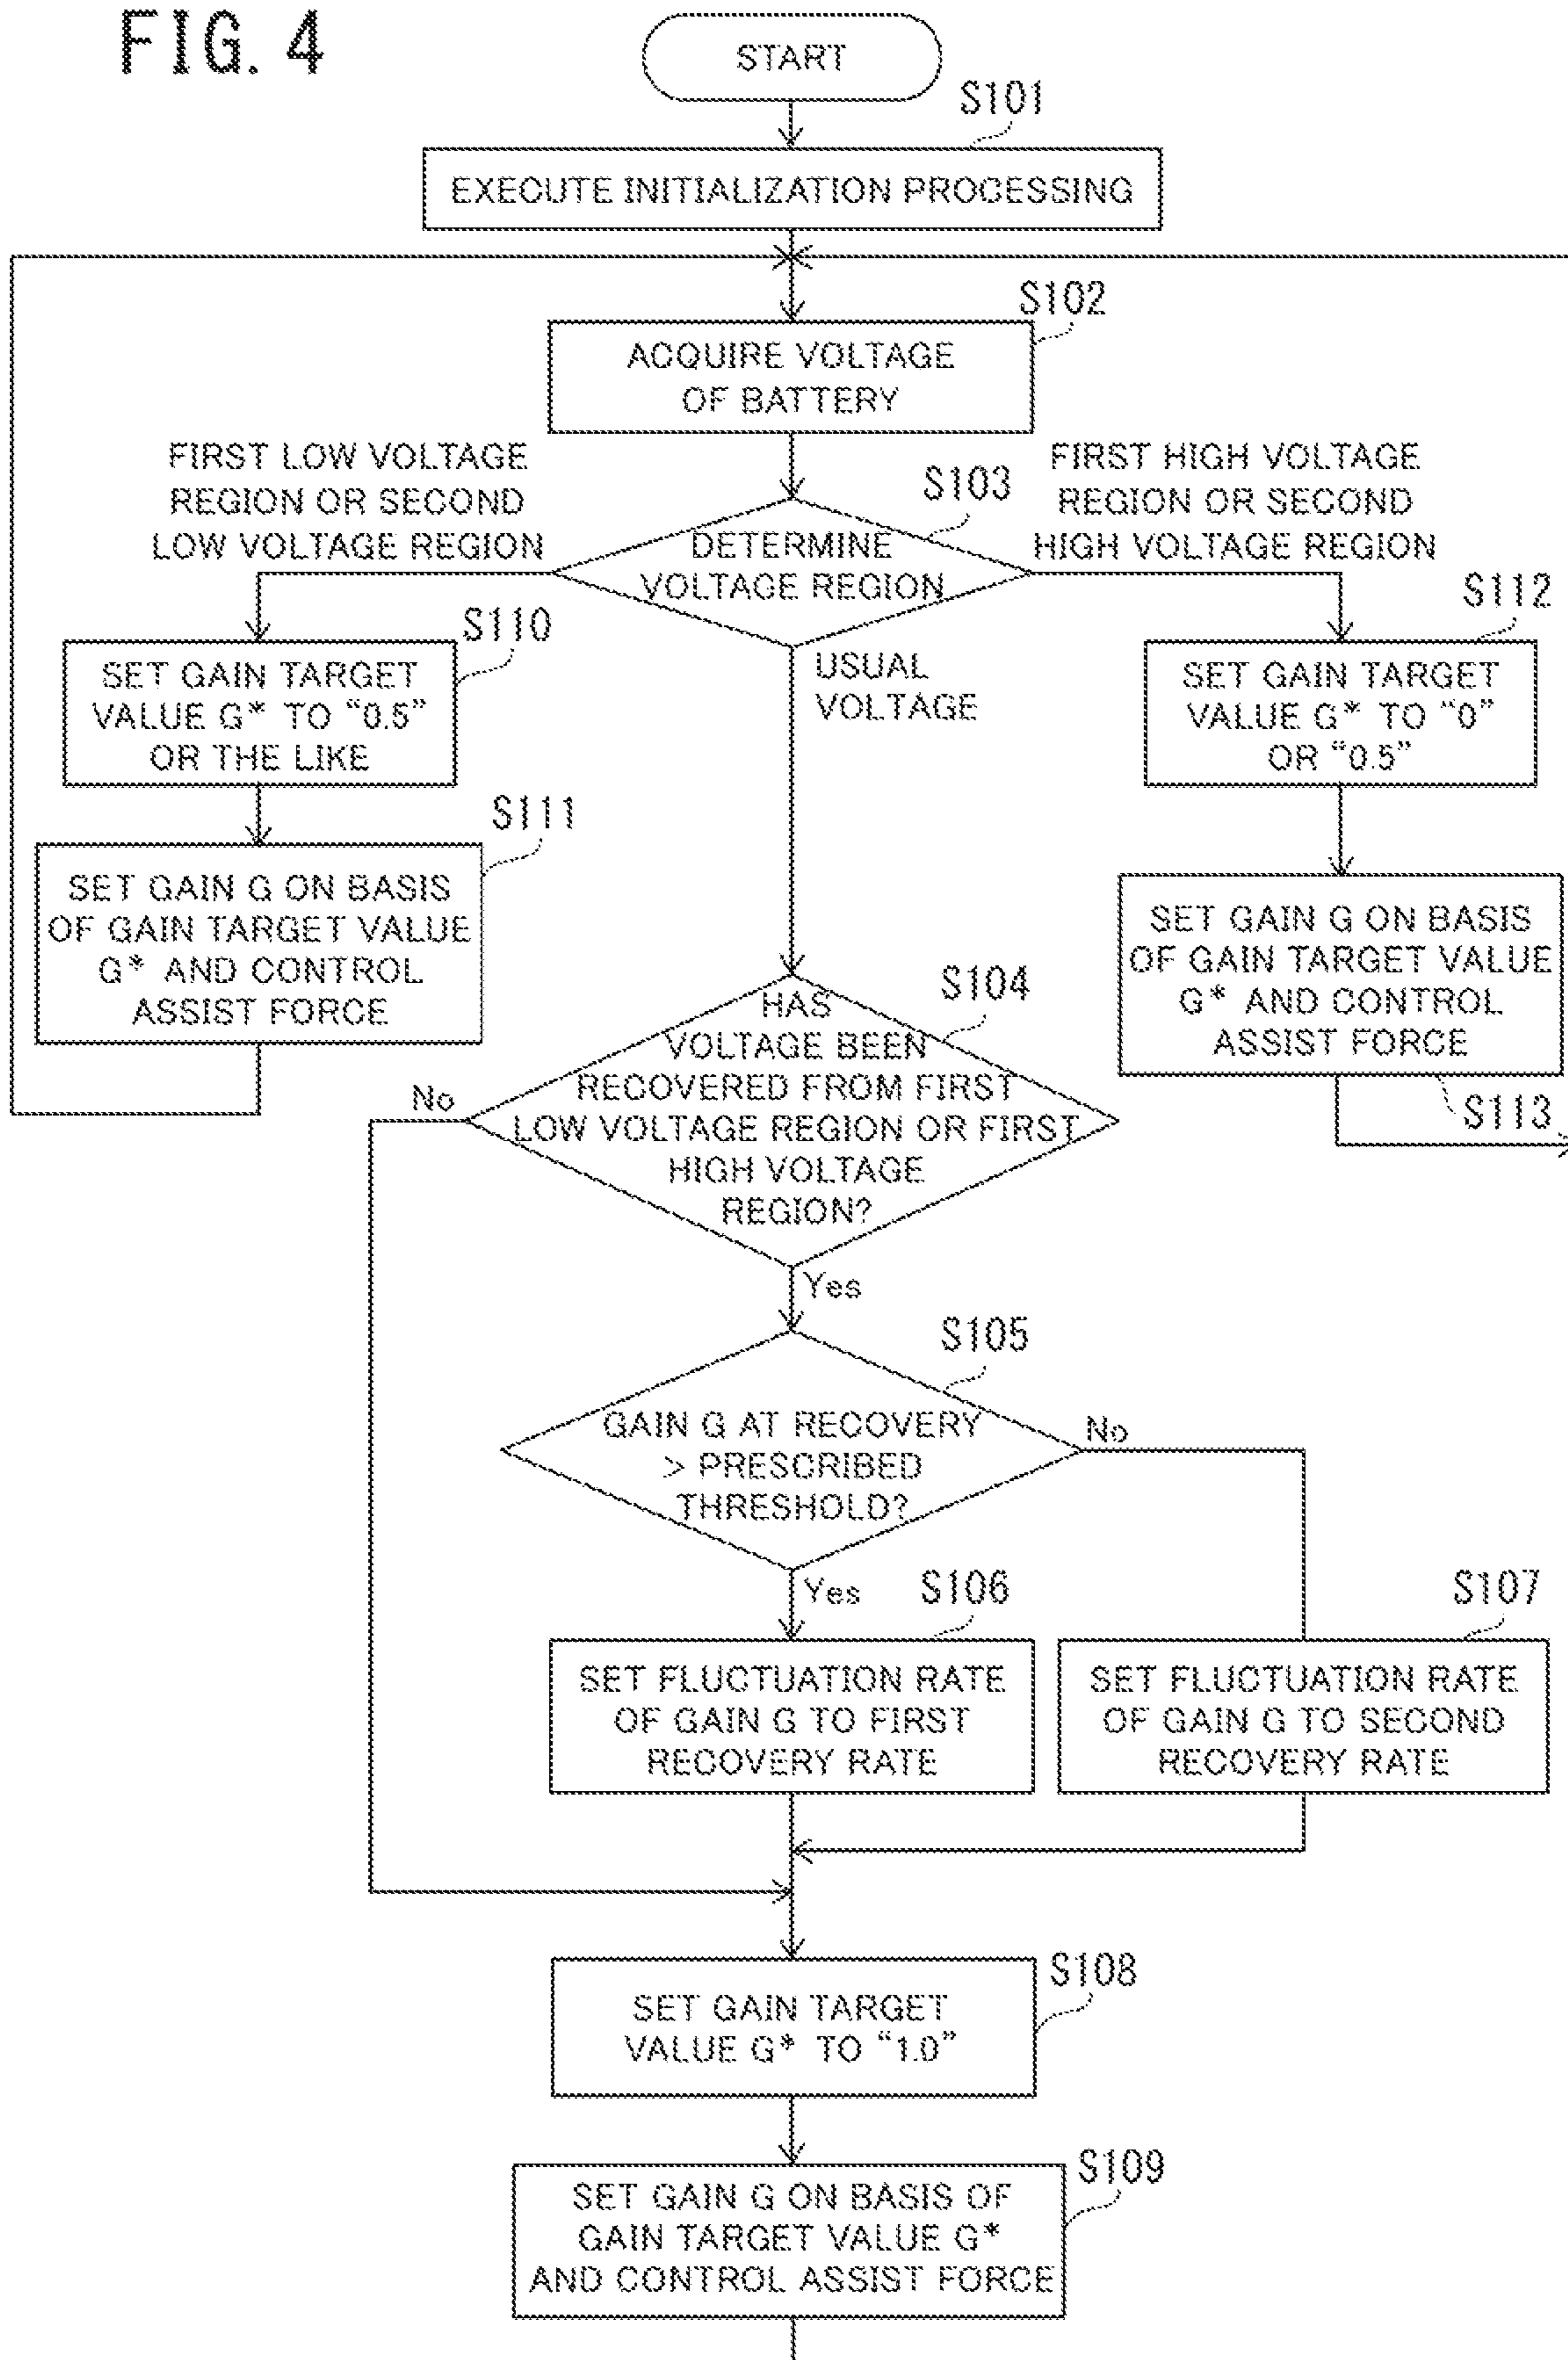 FIG. 4
START
S101
EXECUTE INITIALIZATION PROCESSING
S102
ACQUIRE VOLTAGE
OF BATTERY
FIRST LOW VOLTAGE
REGION OR SECOND
LOW VOLTAGE REGION
S103
DETERMINE
VOLTAGE REGION
FIRST HIGH VOLTAGE
REGION OR SECOND
HIGH VOLTAGE REGION
USUAL
VOLTAGE
S110
SET GAIN TARGET
VALUE G* TO “0.5”
OR THE LIKE
S112
SET GAIN TARGET
VALUE G* TO “0”
OR “0.5”
S111
SET GAIN G ON BASIS
OF GAIN TARGET VALUE
G* AND CONTROL
ASSIST FORCE
SET GAIN G ON BASIS
OF GAIN TARGET VALUE
G* AND CONTROL
ASSIST FORCE
S113
S104
HAS
VOLTAGE BEEN
RECOVERED FROM FIRST
LOW VOLTAGE REGION OR FIRST
HIGH VOLTAGE
REGION?
No
Yes
S105
GAIN G AT RECOVERY
> PRESCRIBED
THRESHOLD?
No
Yes
S106
SET FLUCTUATION RATE
OF GAIN G TO FIRST
RECOVERY RATE
S107
SET FLUCTUATION RATE
OF GAIN G TO SECOND
RECOVERY RATE
S108
SET GAIN TARGET
VALUE G* TO “1.0”
S109
SET GAIN G ON BASIS OF
GAIN TARGET VALUE G*
AND CONTROL ASSIST FORCE